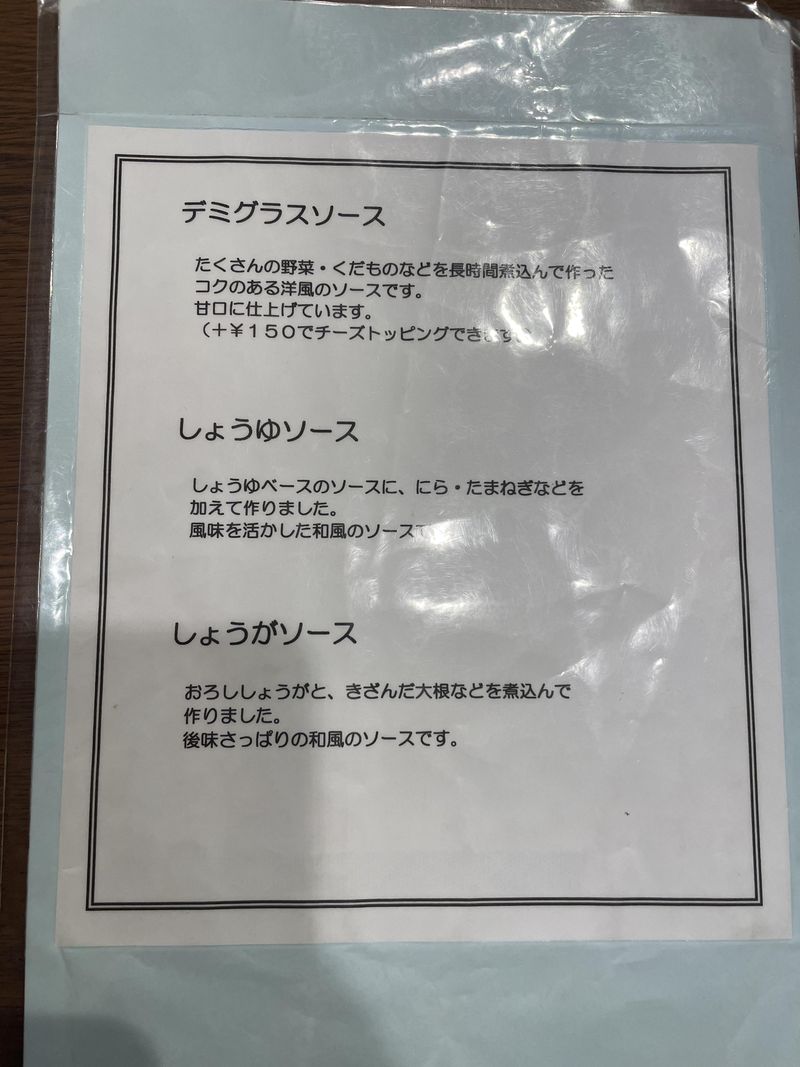 デミグラスソース
たくさんの野菜・くだものなどを長時間煮込んで作った
コクのある洋風のソースです。
甘口に仕上げています。
（＋￥１５０でチーズトッピングできます。）
しょうゆソース
しょうゆベースのソースに、にら・たまねぎなどを
加えて作りました。
風味を活かした和風のソースで
しょうがソース
おろししょうがと、きざんだ大根などを煮込んで
作りました。
後味さっぱりの和風のソースです。